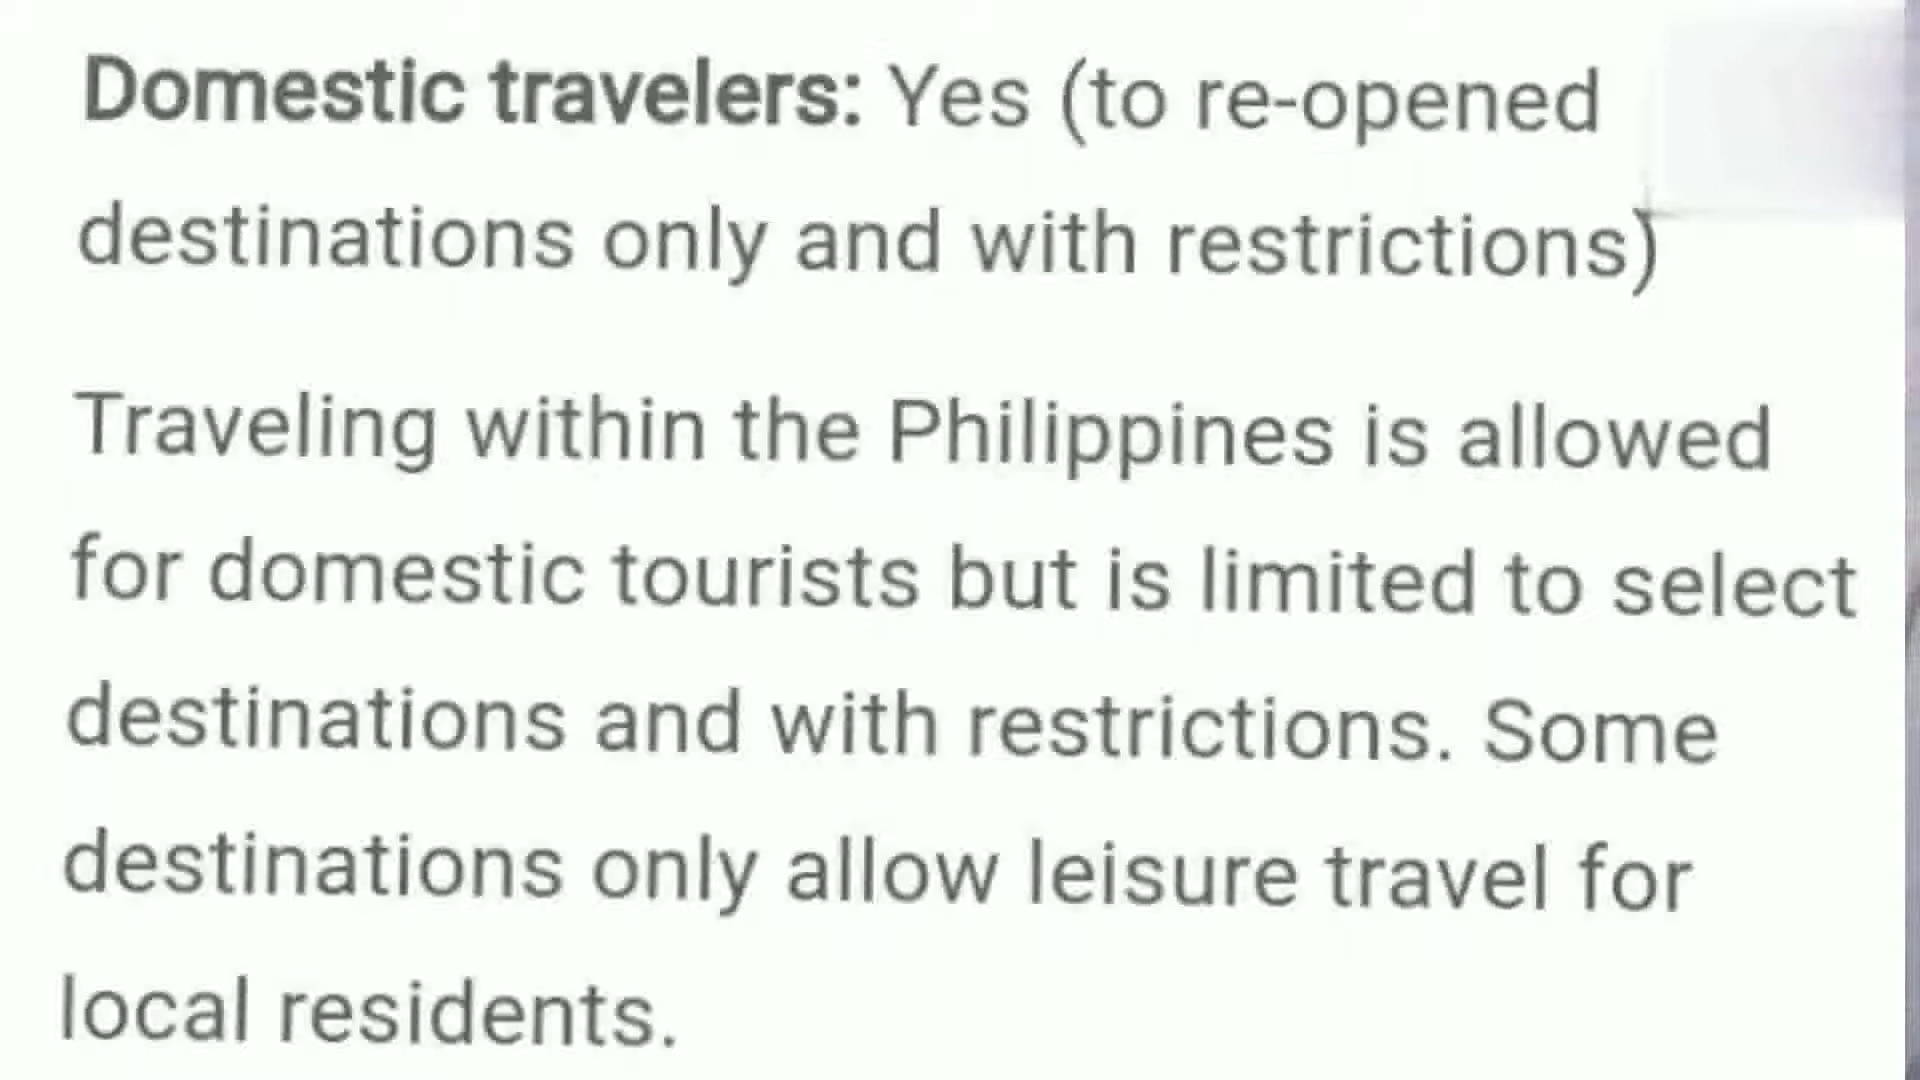 Domestic travelers: Yes (to re-opened
destinations only and with restrictions)
Traveling within the Philippines is allowed
for domestic tourists but is limited to select
destinations and with restrictions. Some
destinations only allow leisure travel for
local residents.